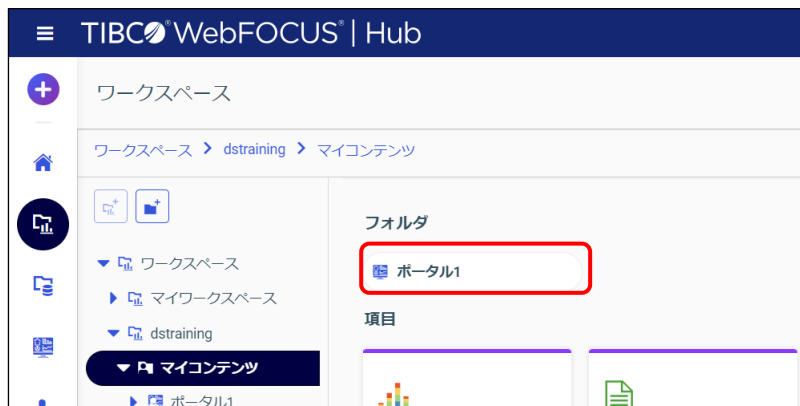 TIBCO® WebFOCUS® | Hub
ワークスペース
ワークスペース > dstraining > マイコンテンツ
フォルダ
ポータル1
項目
ワークスペース
マイワークスペース
dstraining
マイコンテンツ
ポータル1